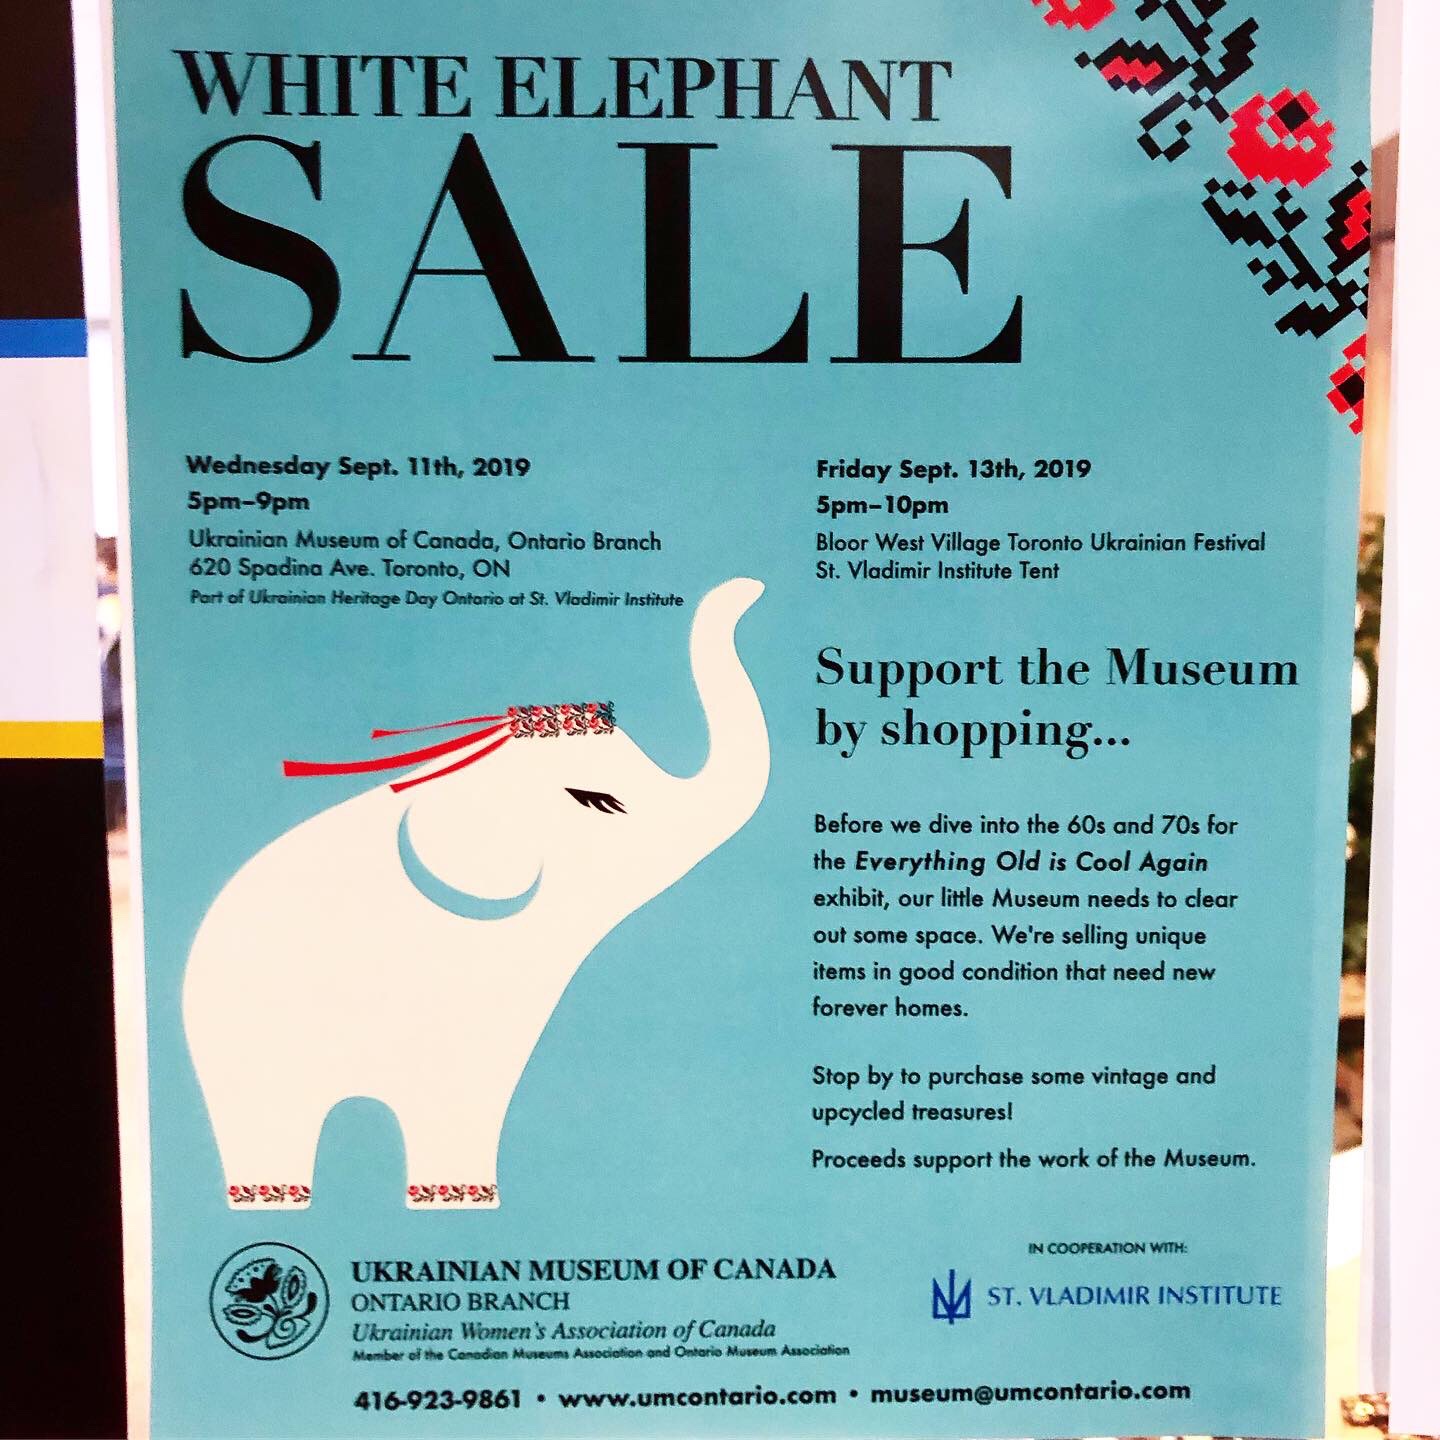 WHITE ELEPHANT
SALE
Wednesday Sept. 11th, 2019
5pm–9pm
Ukrainian Museum of Canada, Ontario Branch
620 Spadina Ave. Toronto, ON
Part of Ukrainian Heritage Day Ontario at St. Vladimir Institute
Friday Sept. 13th, 2019
5pm–10pm
Bloor West Village Toronto Ukrainian Festival
St. Vladimir Institute Tent
Support the Museum
by shopping...
Before we dive into the 60s and 70s for
the Everything Old is Cool Again
exhibit, our little Museum needs to clear
out some space. We're selling unique
items in good condition that need new
forever homes.
Stop by to purchase some vintage and
upcycled treasures!
Proceeds support the work of the Museum.
UKRAINIAN MUSEUM OF CANADA
ONTARIO BRANCH
Ukrainian Women's Association of Canada
Member of the Canadian Museums Association and Ontario Museum Association
IN COOPERATION WITH:
ST. VLADIMIR INSTITUTE
416-923-9861 • www.umcontario.com • museum@umcontario.com